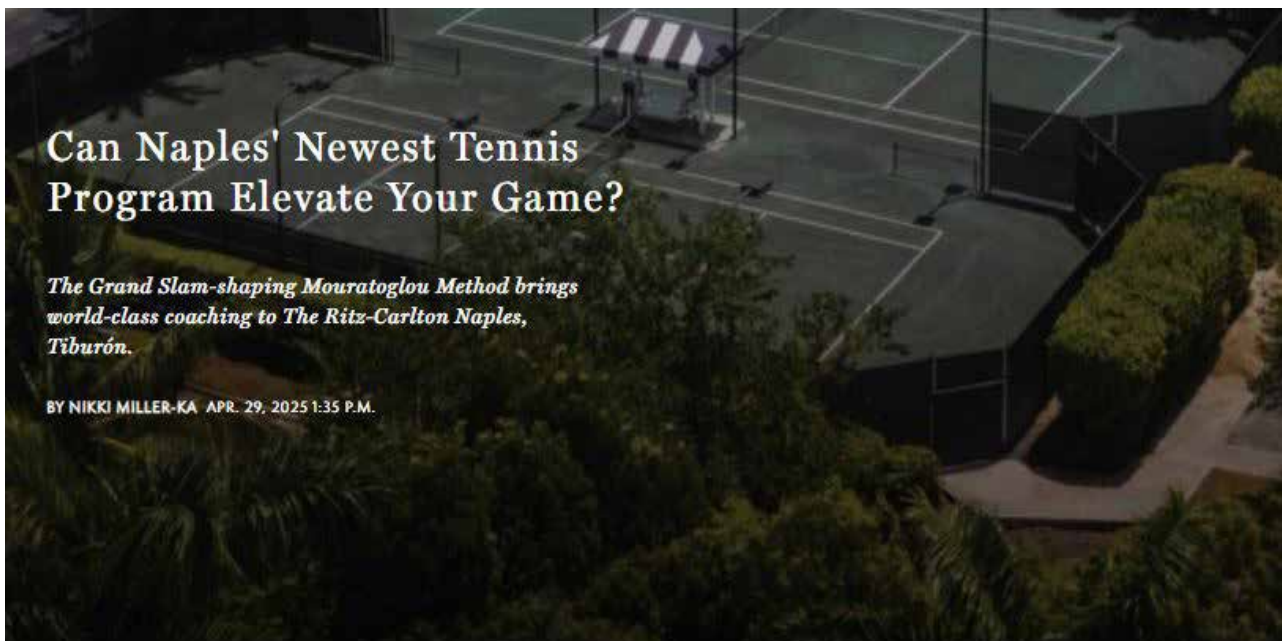 Can Naples' Newest Tennis
Program Elevate Your Game?
The Grand Slam-shaping Mouratoglou Method brings
world-class coaching to The Ritz-Carlton Naples,
Tiburón.
BY NIKKI MILLER-KA APR. 29, 2025 1:35 P.M.